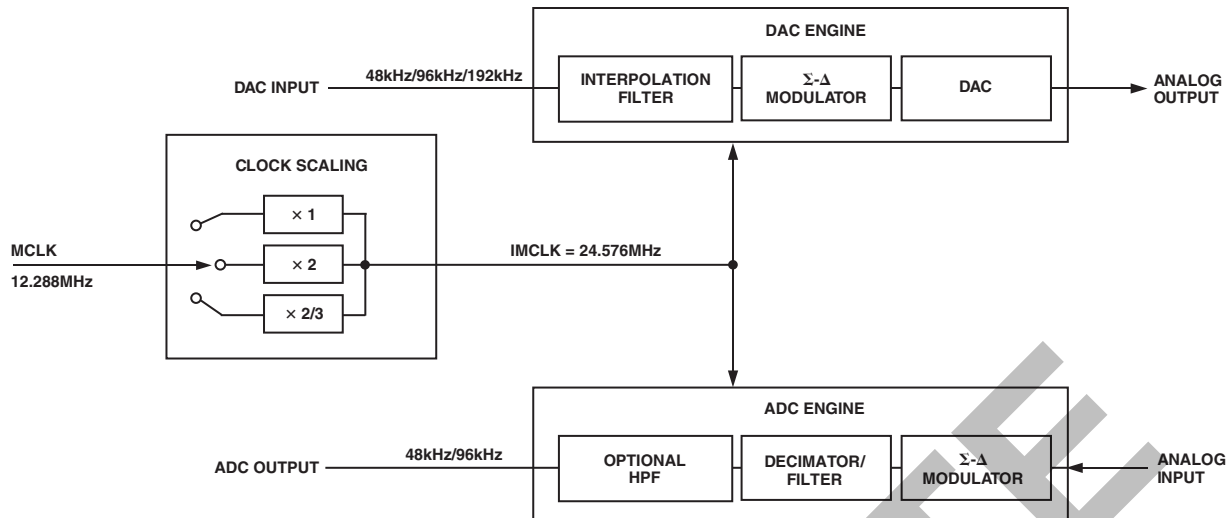 DAC ENGINE
DAC INPUT
48kHz/96kHz/192kHz
INTERPOLATION
FILTER
Σ-Δ
MODULATOR
DAC
ANALOG
OUTPUT
CLOCK SCALING
× 1
MCLK
12.288MHz
× 2
IMCLK = 24.576MHz
× 2/3
ADC ENGINE
ADC OUTPUT
48kHz/96kHz
OPTIONAL
HPF
DECIMATOR/
FILTER
Σ-Δ
MODULATOR
ANALOG
INPUT